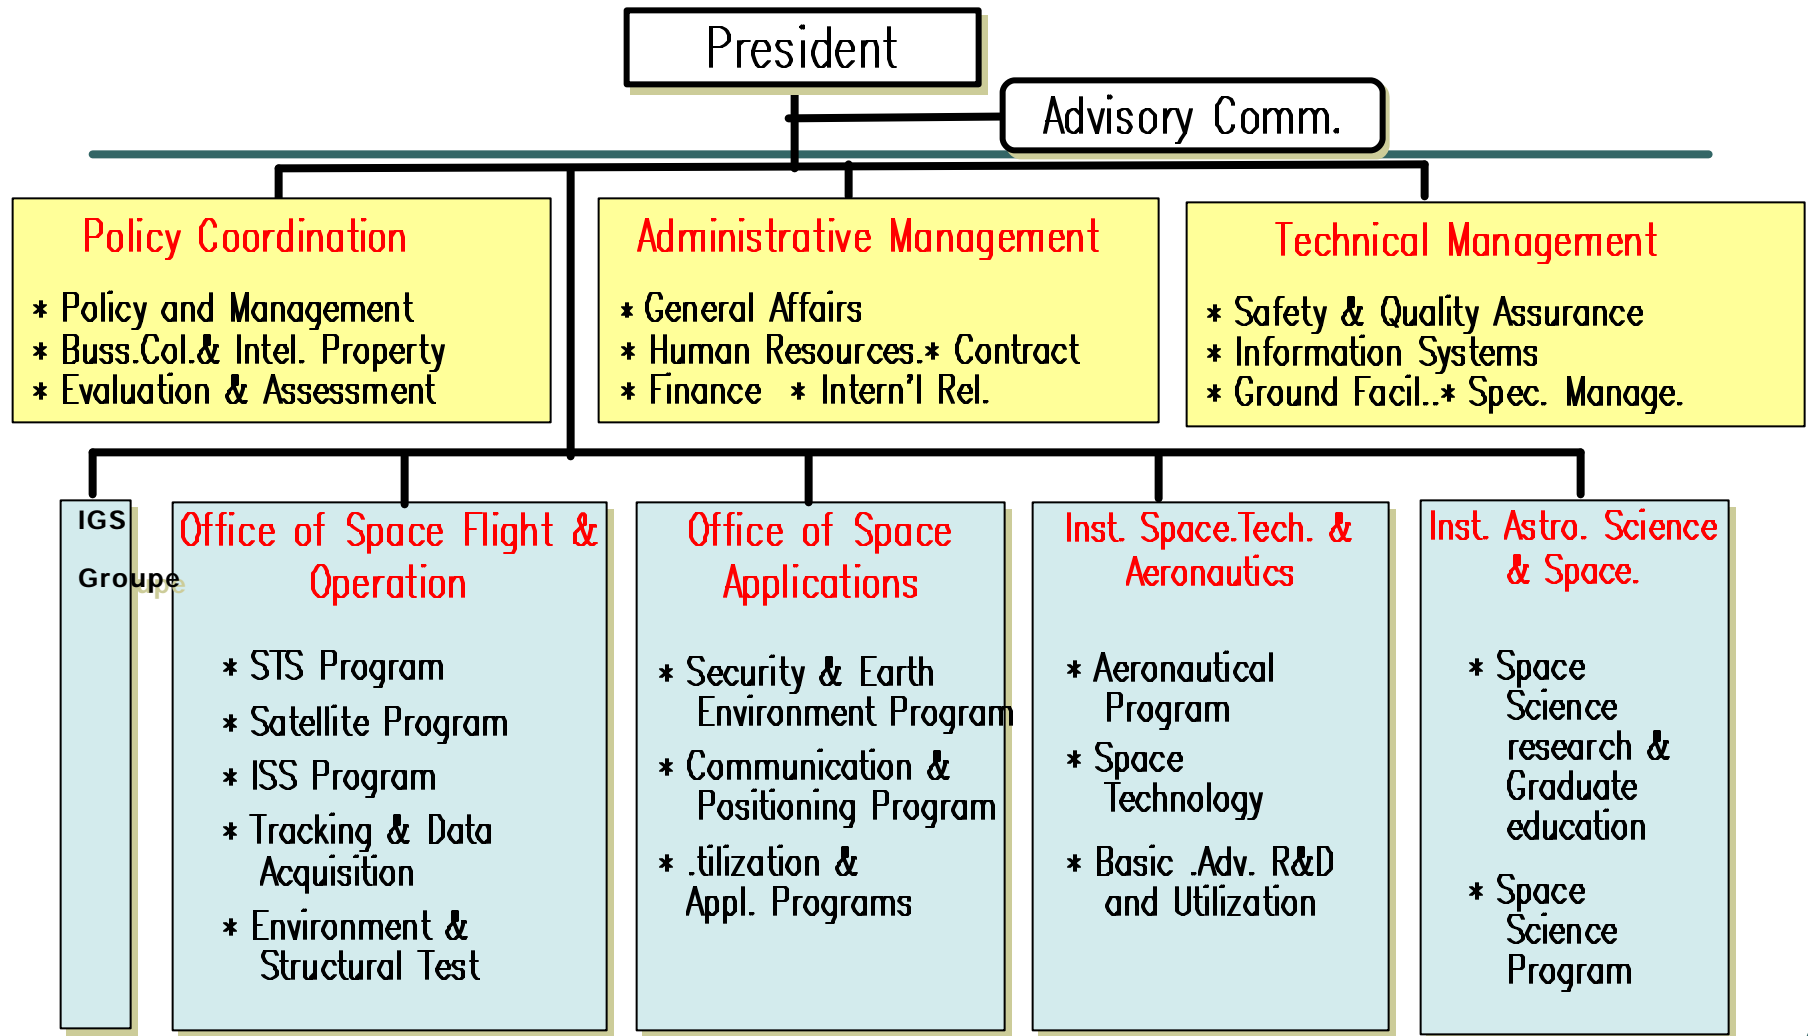 President
Advisory Comm.
Policy Coordination
* Policy and Management
* Buss.Col.& Intel. Property
* Evaluation & Assessment
Administrative Management
* General Affairs
* Human Resources.* Contract
* Finance * Intern'l Rel.
Technical Management
* Safety & Quality Assurance
* Information Systems
* Ground Facil..* Spec. Manage.
IGS
Groupe
Office of Space Flight &
Operation
* STS Program
* Satellite Program
* ISS Program
* Tracking & Data
Acquisition
* Environment &
Structural Test
Office of Space
Applications
* Security & Earth
Environment Program
* Communication &
Positioning Program
* .tilization &
Appl. Programs
Inst. Space.Tech. &
Aeronautics
* Aeronautical
Program
* Space
Technology
* Basic .Adv. R&D
and Utilization
Inst. Astro. Science
& Space.
* Space
Science
research &
Graduate
education
* Space
Science
Program